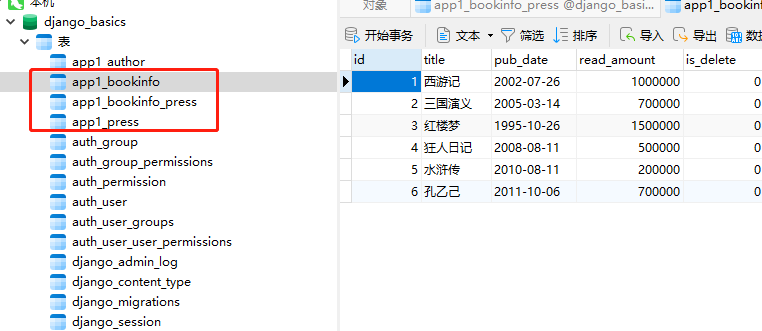 本机
django_basics
表
app1_author
app1_bookinfo
app1_bookinfo_press
app1_press
auth_group
auth_group_permissions
auth_permission
auth_user
auth_user_groups
auth_user_user_permissions
django_admin_log
django_content_type
django_migrations
django_session
对象 app1_bookinfo_press @django_basi... app1_bookinf
开始事务 文本 筛选 排序 导入 导出 数据
id title pub_date read_amount is_delete
1 西游记 2002-07-26 1000000 0
2 三国演义 2005-03-14 700000 0
3 红楼梦 1995-10-26 1500000 0
4 狂人日记 2008-08-11 500000 0
5 水浒传 2010-08-11 200000 0
6 孔乙己 2011-10-06 700000 0